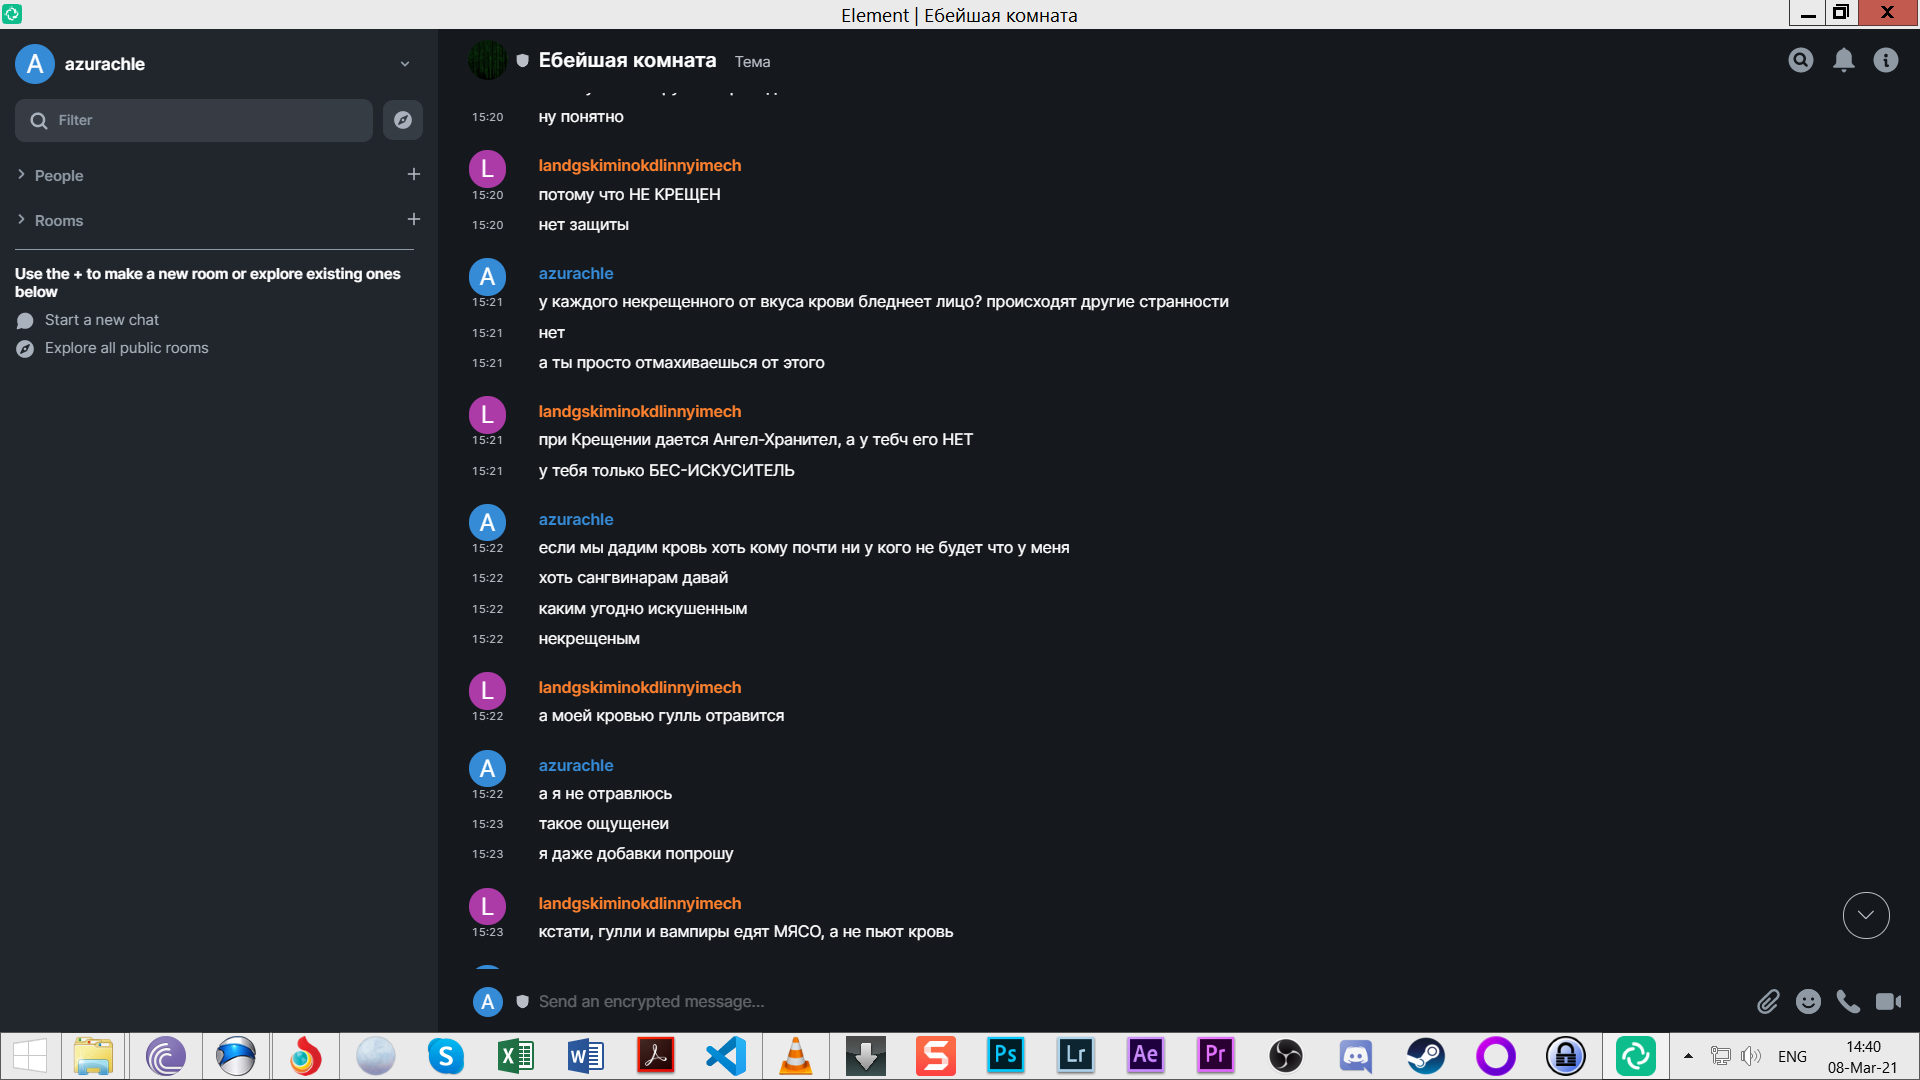 Element | Ебейшая комната
A
azurachle
Filter
People
Rooms
Use the + to make a new room or explore existing ones
below
Start a new chat
Explore all public rooms
Ебейшая комната Тема
15:20 ну понятно
L landgskiminokdlinnyimech
15:20 потому что НЕ КРЕЩЕН
15:20 нет защиты
A azurachle
15:21 у каждого некрещенного от вкуса крови бледнеет лицо? происходят другие странности
15:21 нет
15:21 а ты просто отмахиваешься от этого
L landgskiminokdlinnyimech
15:21 при Крещении дается Ангел-Хранител, а у тебч его НЕТ
15:21 у тебя только БЕС-ИСКУСИТЕЛЬ
A azurachle
15:22 если мы дадим кровь хоть кому почти ни у кого не будет что у меня
15:22 хоть сангвинарам давай
15:22 каким угодно искушенным
15:22 некрещеным
L landgskiminokdlinnyimech
15:22 а моей кровью гулль отравится
A azurachle
15:22 а я не отравлюсь
15:23 такое ощущенеи
15:23 я даже добавки попрошу
L landgskiminokdlinnyimech
15:23 кстати, гулли и вампиры едят МЯСО, а не пьют кровь
A Send an encrypted message...
S X W S Ps Lr Ae Pr
ENG
14:40
08-Mar-21